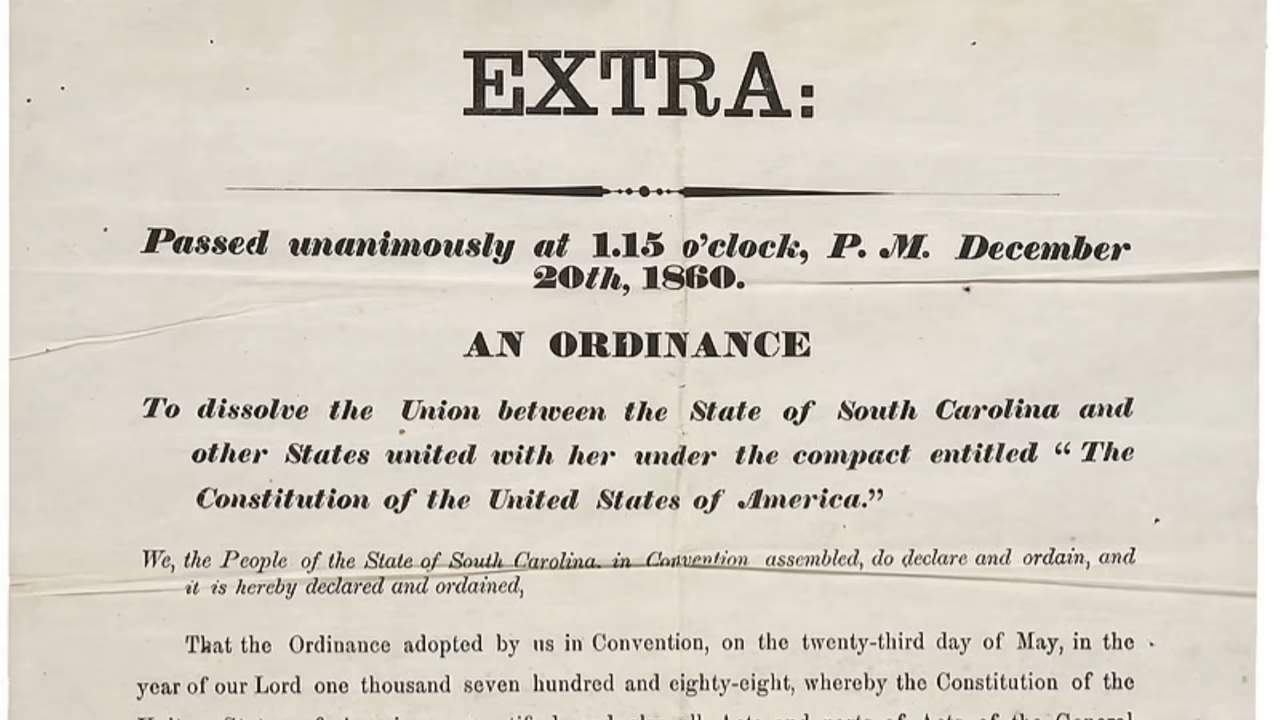 EXTRA:
Passed unanimously at 1.15 o'clock, P. M. December
20th, 1860.
AN ORDINANCE
To dissolve the Union between the State of South Carolina and
other States united with her under the compact entitled “ The
Constitution of the United States of America.”
We, the People of the State of South Carolina, in Convention assembled, do declare and ordain, and
it is hereby declared and ordained,
That the Ordinance adopted by us in Convention, on the twenty-third day of May, in the
year of our Lord one thousand seven hundred and eighty-eight, whereby the Constitution of the